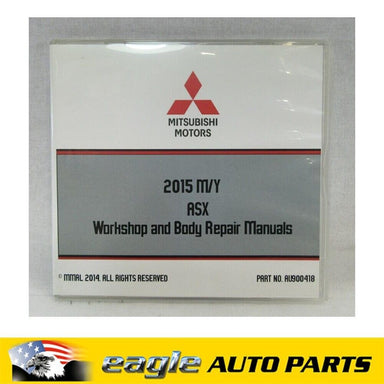 MITSUBISHI
MOTORS
2015 M/Y
ASX
Workshop and Body Repair Manuals
© MMAL 2014. ALL RIGHTS RESERVED
PART NO. AU900418
eagle AUTO PARTS